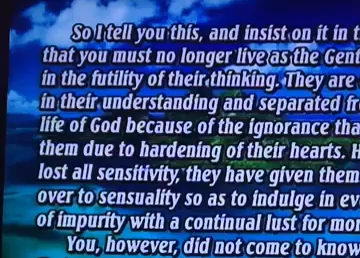 So I tell you this, and insist on it in t
that you must no longer live as the Gent
in the futility of their thinking. They are
in their understanding and separated fr
life of God because of the ignorance tha
them due to hardening of their hearts. H
lost all sensitivity, they have given them
over to sensuality so as to indulge in ev
of impurity with a continual lust for mor
You, however, did not come to know